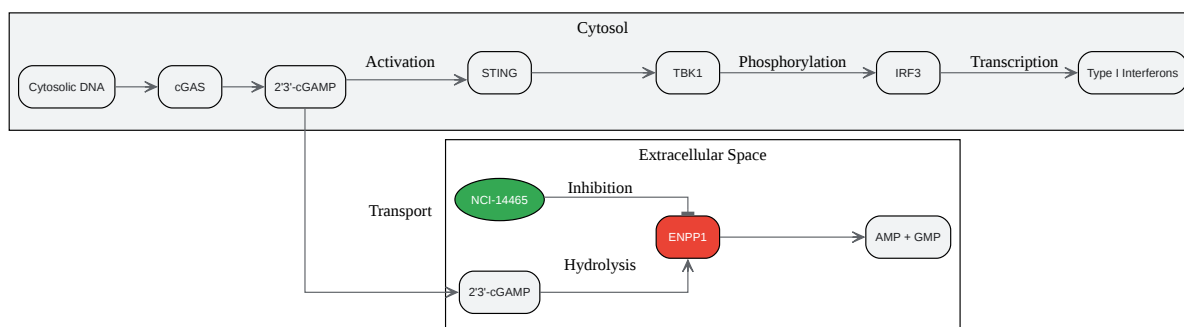 Cytosol
Activation
Phosphorylation
Transcription
Cytosolic DNA
cGAS
2'3'-cGAMP
STING
TBK1
IRF3
Type I Interferons
Extracellular Space
NCI-14465
Inhibition
Transport
ENPP1
AMP + GMP
Hydrolysis
2'3'-cGAMP